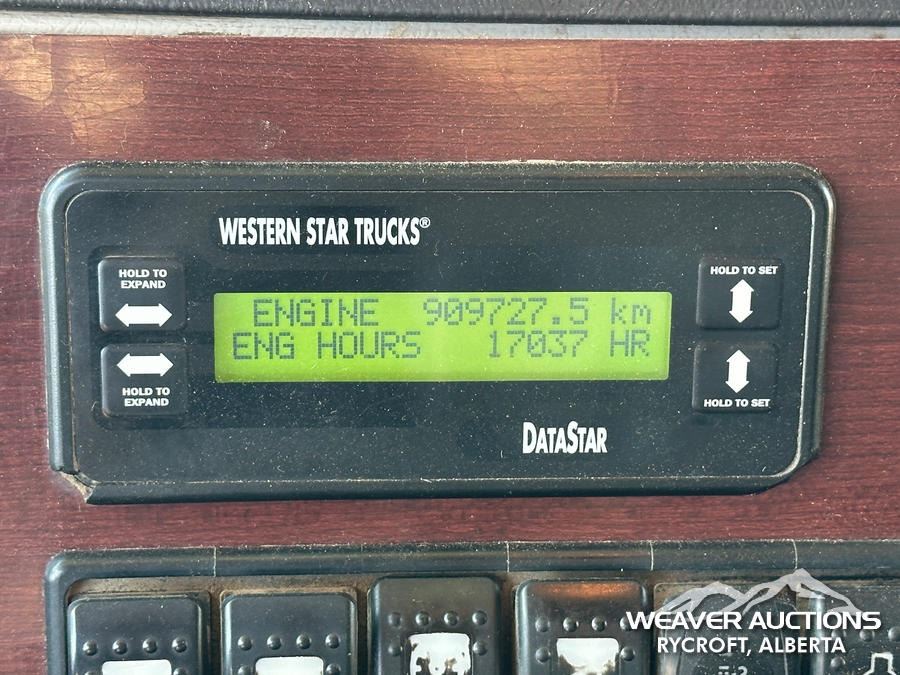 WESTERN STAR TRUCKS®
HOLD TO
EXPAND
HOLD TO SET
ENGINE 909727.5 km
ENG HOURS 17037 HR
HOLD TO
EXPAND
HOLD TO SET
DATASTAR
WEAVER AUCTIONS
RYCROFT, ALBERTA